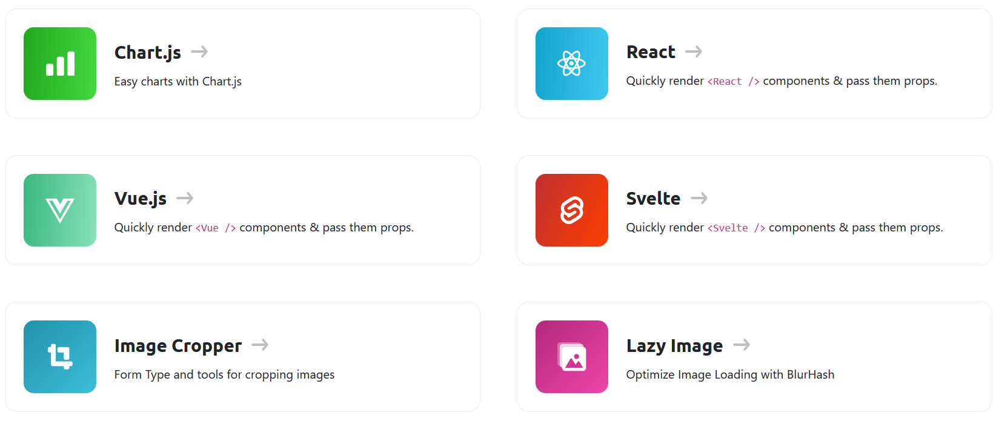 Chart.js →
Easy charts with Chart.js
React →
Quickly render <React /> components & pass them props.
Vue.js →
Quickly render <Vue /> components & pass them props.
Svelte →
Quickly render <Svelte /> components & pass them props.
Image Cropper →
Form Type and tools for cropping images
Lazy Image →
Optimize Image Loading with BlurHash